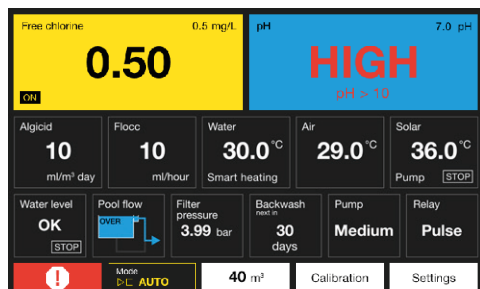 Free chlorine 0.5 mg/L
0.50
ON
pH 7.0 pH
HIGH
pH > 10
Algicid
10
ml/m³ day
Flocc
10
ml/hour
Water
30.0 °C
Smart heating
Air
29.0 °C
Solar
36.0 °C
Pump STOP
Water level
OK
STOP
Pool flow
OVER
Filter
pressure
3.99 bar
Backwash
next in
30
days
Pump
Medium
Relay
Pulse
!
Mode
AUTO
40 m³
Calibration
Settings